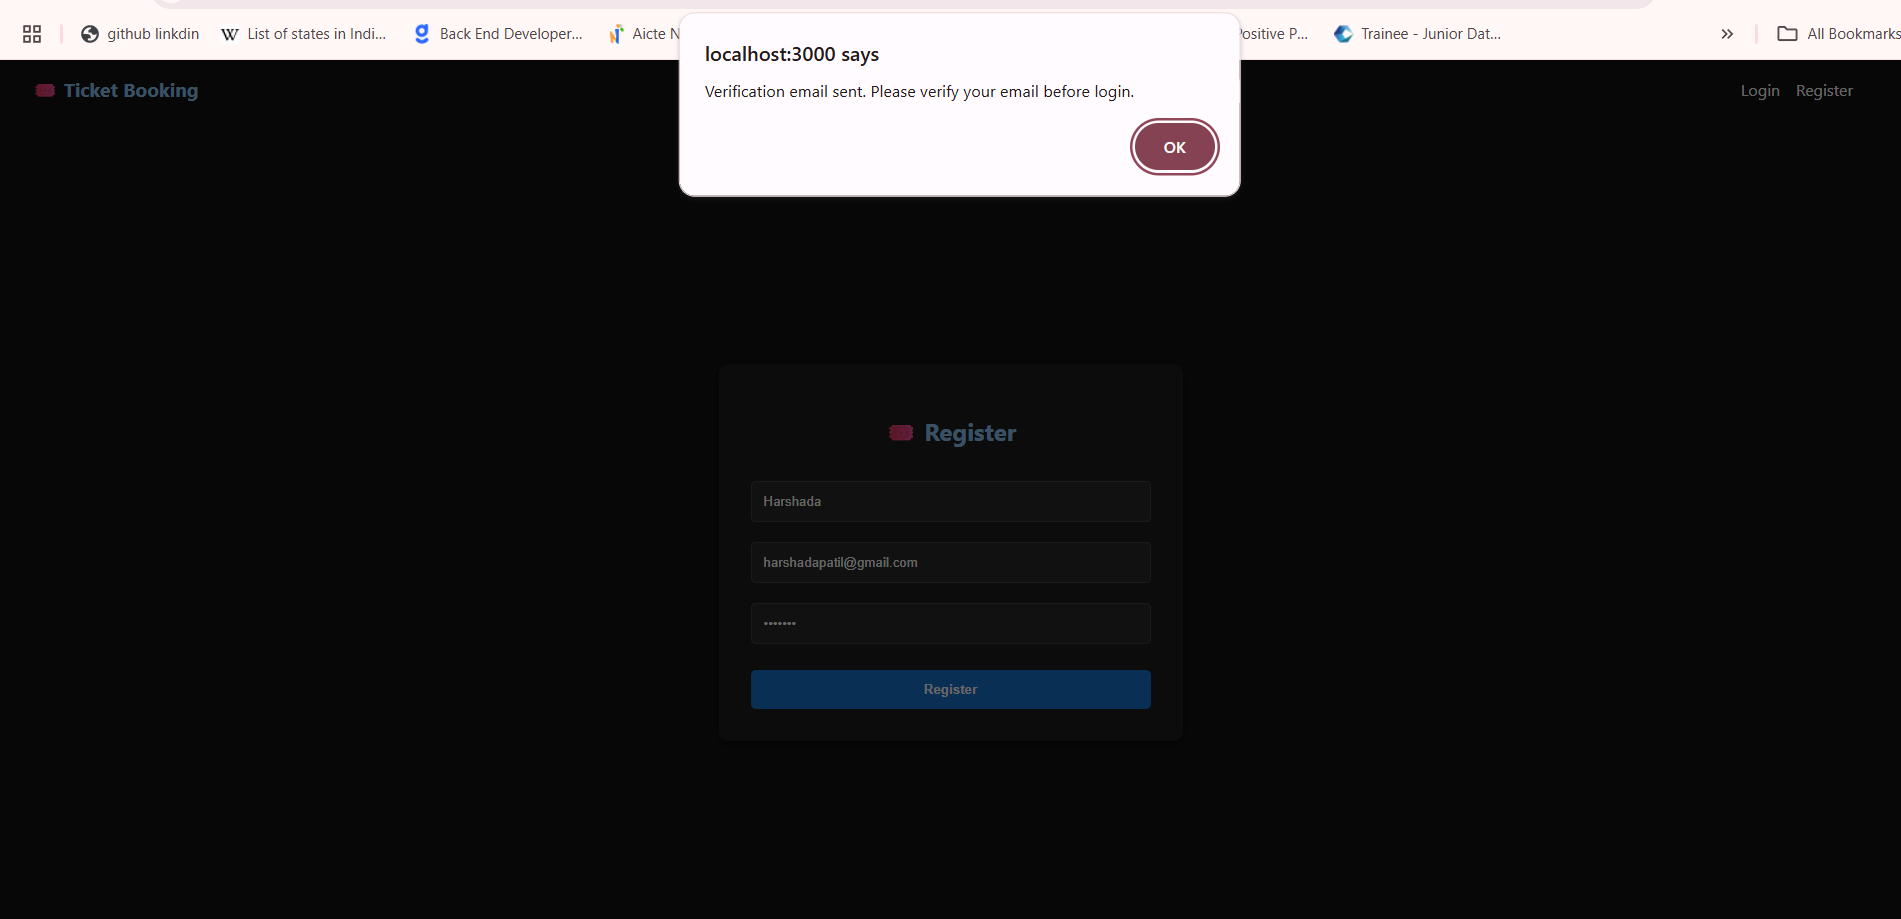 github linkdin
List of states in Indi...
Back End Developer...
Aicte N
Positive P...
Trainee - Junior Dat...
All Bookmarks
localhost:3000 says
Verification email sent. Please verify your email before login.
OK
Ticket Booking
Login
Register
Register
Harshada
harshadapatil@gmail.com
•••••••
Register